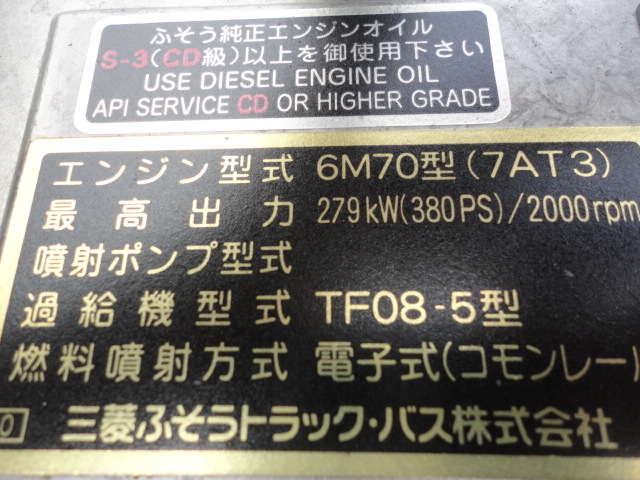 ふそう純正エンジンオイル
S-3(CD級)以上を御使用下さい
USE DIESEL ENGINE OIL
API SERVICE CD OR HIGHER GRADE
エンジン型式 6M70型(7AT3)
最高出力 279kW(380PS)/2000rpm
噴射ポンプ型式
過給機型式 TF08-5型
燃料噴射方式 電子式(コモンレール
0 三菱ふそうトラック・バス株式会社